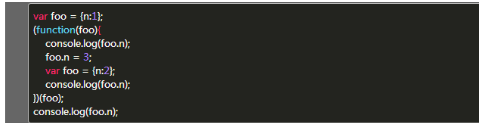 var foo = {n:1};
(function(foo){
console.log(foo.n);
foo.n = 3;
var foo = {n:2};
console.log(foo.n);
})(foo);
console.log(foo.n);